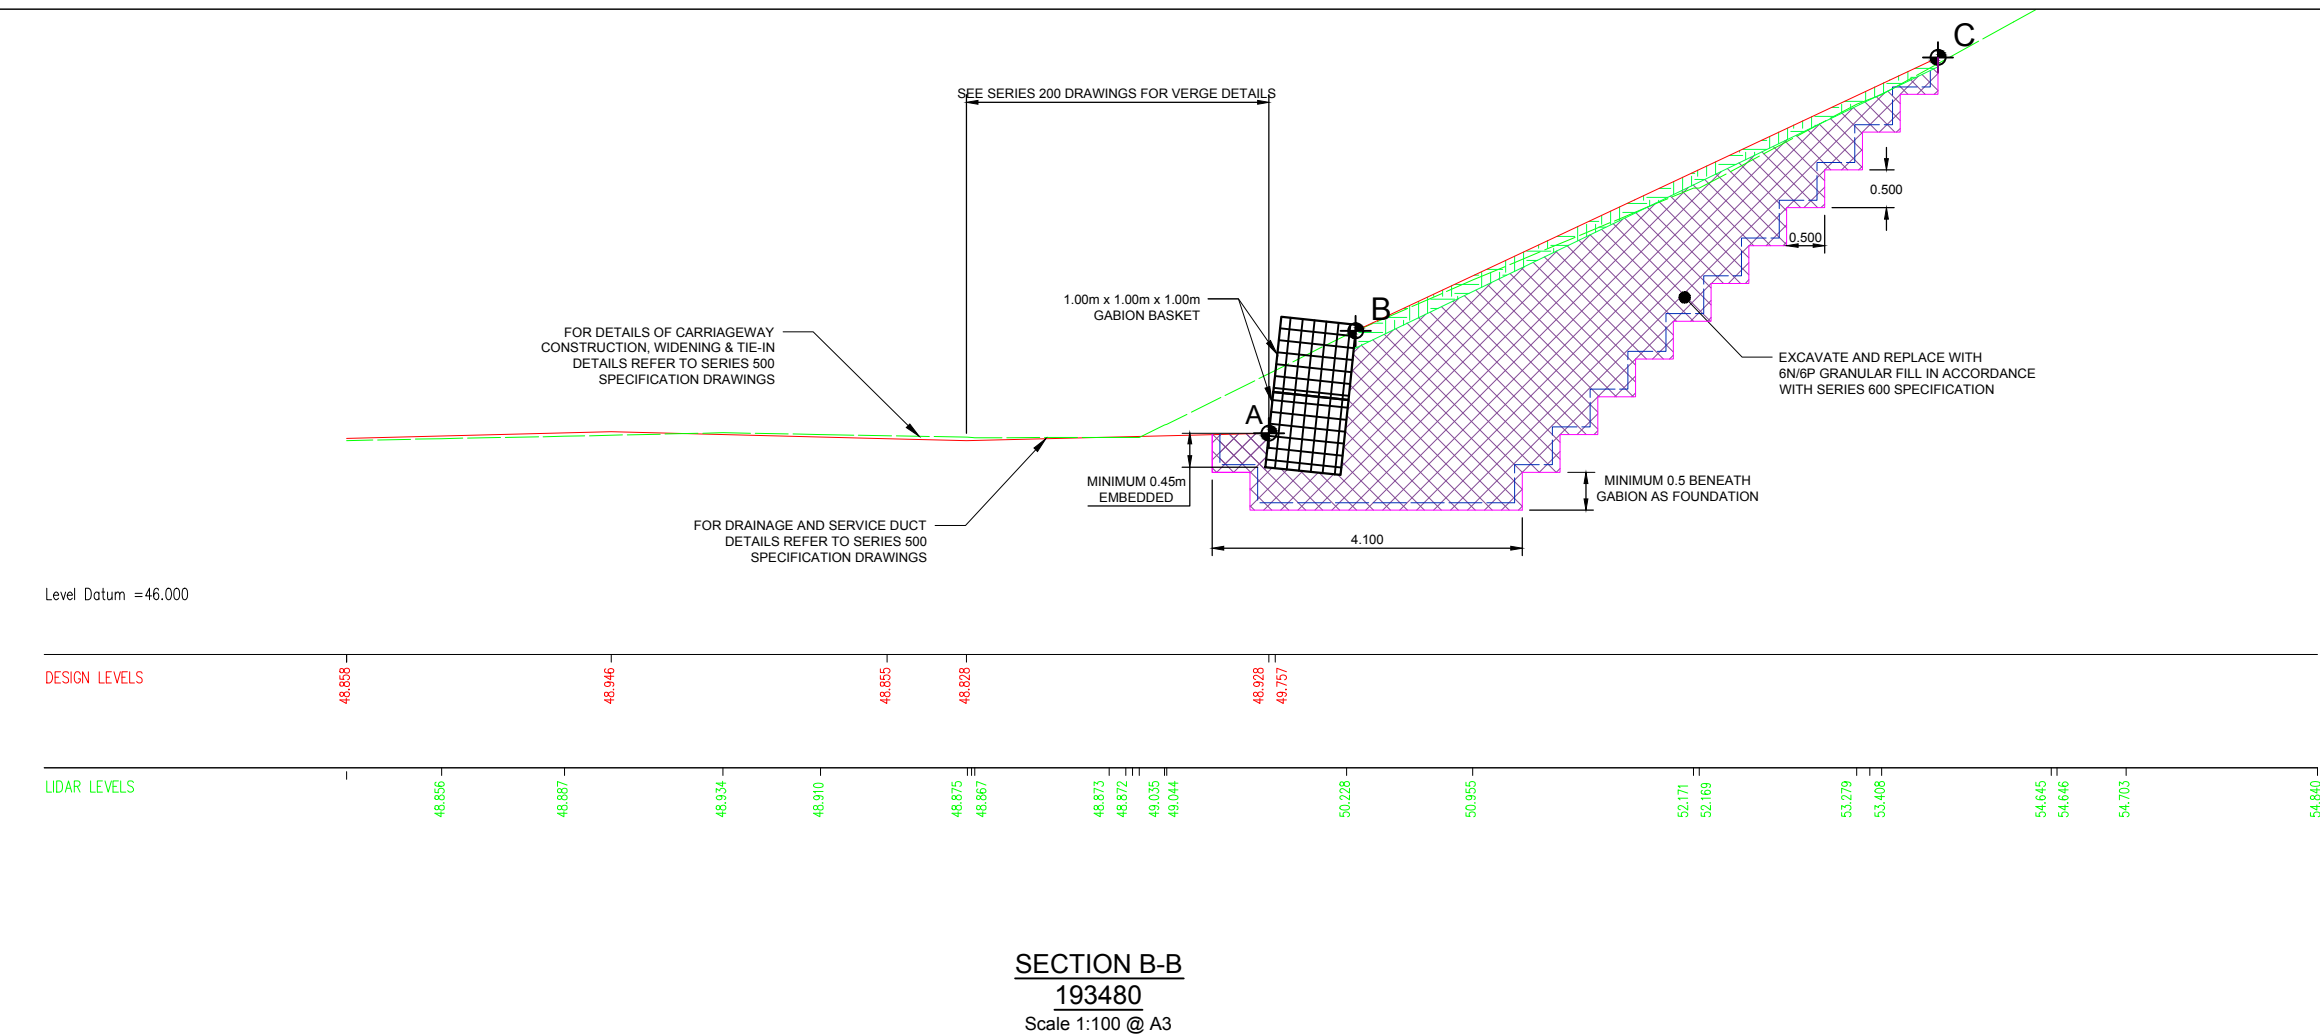 C
SEE SERIES 200 DRAWINGS FOR VERGE DETAILS
0.500
0.500
1.00m x 1.00m x 1.00m
GABION BASKET
B
FOR DETAILS OF CARRIAGEWAY
CONSTRUCTION, WIDENING & TIE-IN
DETAILS REFER TO SERIES 500
SPECIFICATION DRAWINGS
EXCAVATE AND REPLACE WITH
6N/6P GRANULAR FILL IN ACCORDANCE
WITH SERIES 600 SPECIFICATION
A
MINIMUM 0.45m
EMBEDDED
MINIMUM 0.5 BENEATH
GABION AS FOUNDATION
FOR DRAINAGE AND SERVICE DUCT
DETAILS REFER TO SERIES 500
SPECIFICATION DRAWINGS
4.100
Level Datum =46.000
DESIGN LEVELS
48.858
48.946
48.855
48.828
48.928
49.757
LIDAR LEVELS
48.856
48.887
48.934
48.910
48.875
48.867
48.873
48.872
49.035
49.044
50.228
50.955
52.171
52.169
53.279
53.408
54.645
54.646
54.703
54.840
SECTION B-B
193480
Scale 1:100 @ A3